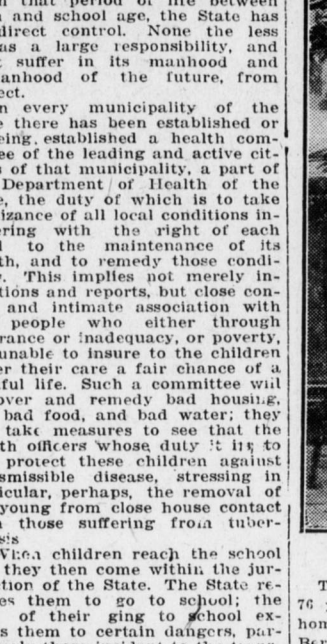 that period of life between
and school age, the State has
direct control. None the less
as a large responsibility, and
suffer in its manhood and
anhood of the future, from
ect.
n every municipality of the
there has been established or
eing established a health com-
ee of the leading and active cit-
of that municipality, a part of
Department of Health of the
e, the duty of which is to take
izance of all local conditions in-
ering with the right of each
to the maintenance of its
th, and to remedy those condi-
. This implies not merely in-
tions and reports, but close con-
and intimate association with
people who either through
rance or inadequacy, or poverty,
unable to insure to the children
er their care a fair chance of a
ful life. Such a committee will
over and remedy bad housing,
bad food, and bad water; they
take measures to see that the
th officers whose duty it is to
protect these children against
smissible disease, stressing in
icular, perhaps, the removal of
young from close house contact
those suffering from tuber-
sis
When children reach the school
they then come within the jur-
tion of the State. The State re-
es them to go to school; the
of their going to school ex-
s them to certain dangers, par-
T
76
hom